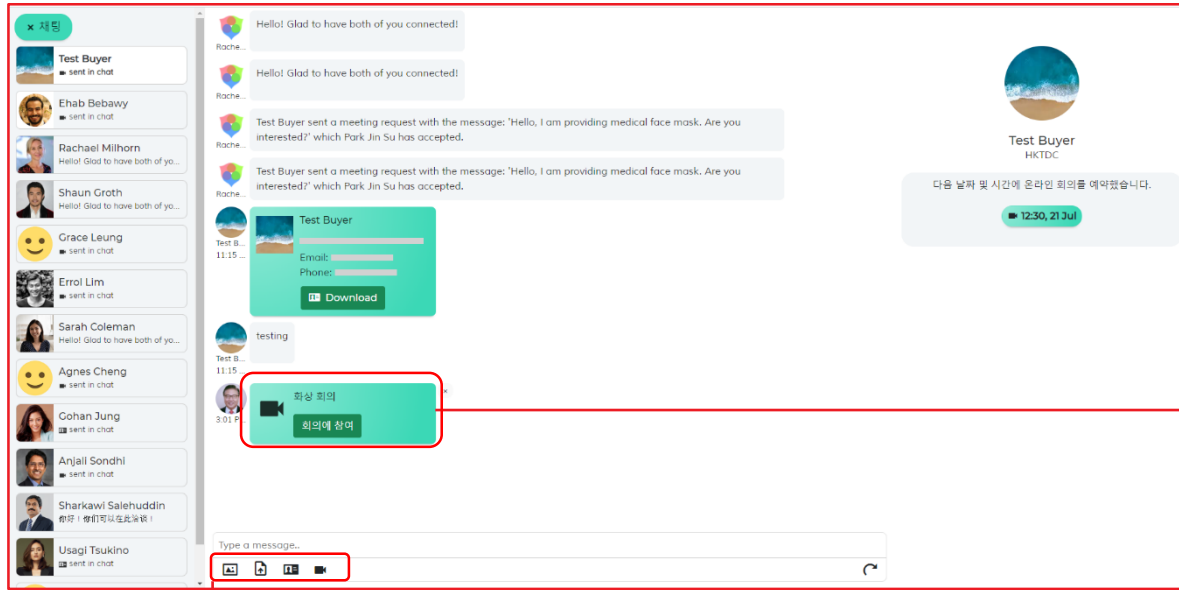 × 채팅
Test Buyer
sent in chat
Ehab Bebawy
sent in chat
Rachael Milhorn
Hello! Glad to have both of yo...
Shaun Groth
Hello! Glad to have both of yo...
Grace Leung
sent in chat
Errol Lim
sent in chat
Sarah Coleman
Hello! Glad to have both of yo...
Agnes Cheng
sent in chat
Gohan Jung
sent in chat
Anjali Sondhi
sent in chat
Sharkawi Salehuddin
你好！你们可以在此洽谈！
Usagi Tsukino
sent in chat
Hello! Glad to have both of you connected!
Rache...
Hello! Glad to have both of you connected!
Rache...
Test Buyer sent a meeting request with the message: 'Hello, I am providing medical face mask. Are you
interested?' which Park Jin Su has accepted.
Rache...
Test Buyer sent a meeting request with the message: 'Hello, I am providing medical face mask. Are you
interested?' which Park Jin Su has accepted.
Rache...
Test Buyer
Test B...
11:15 ...
Email:
Phone:
Download
testing
Test B...
11:15 ...
화상 회의
회의에 참여
3:01 P...
Type a message..
Test Buyer
HKTDC
다음 날짜 및 시간에 온라인 회의를 예약했습니다.
12:30, 21 Jul